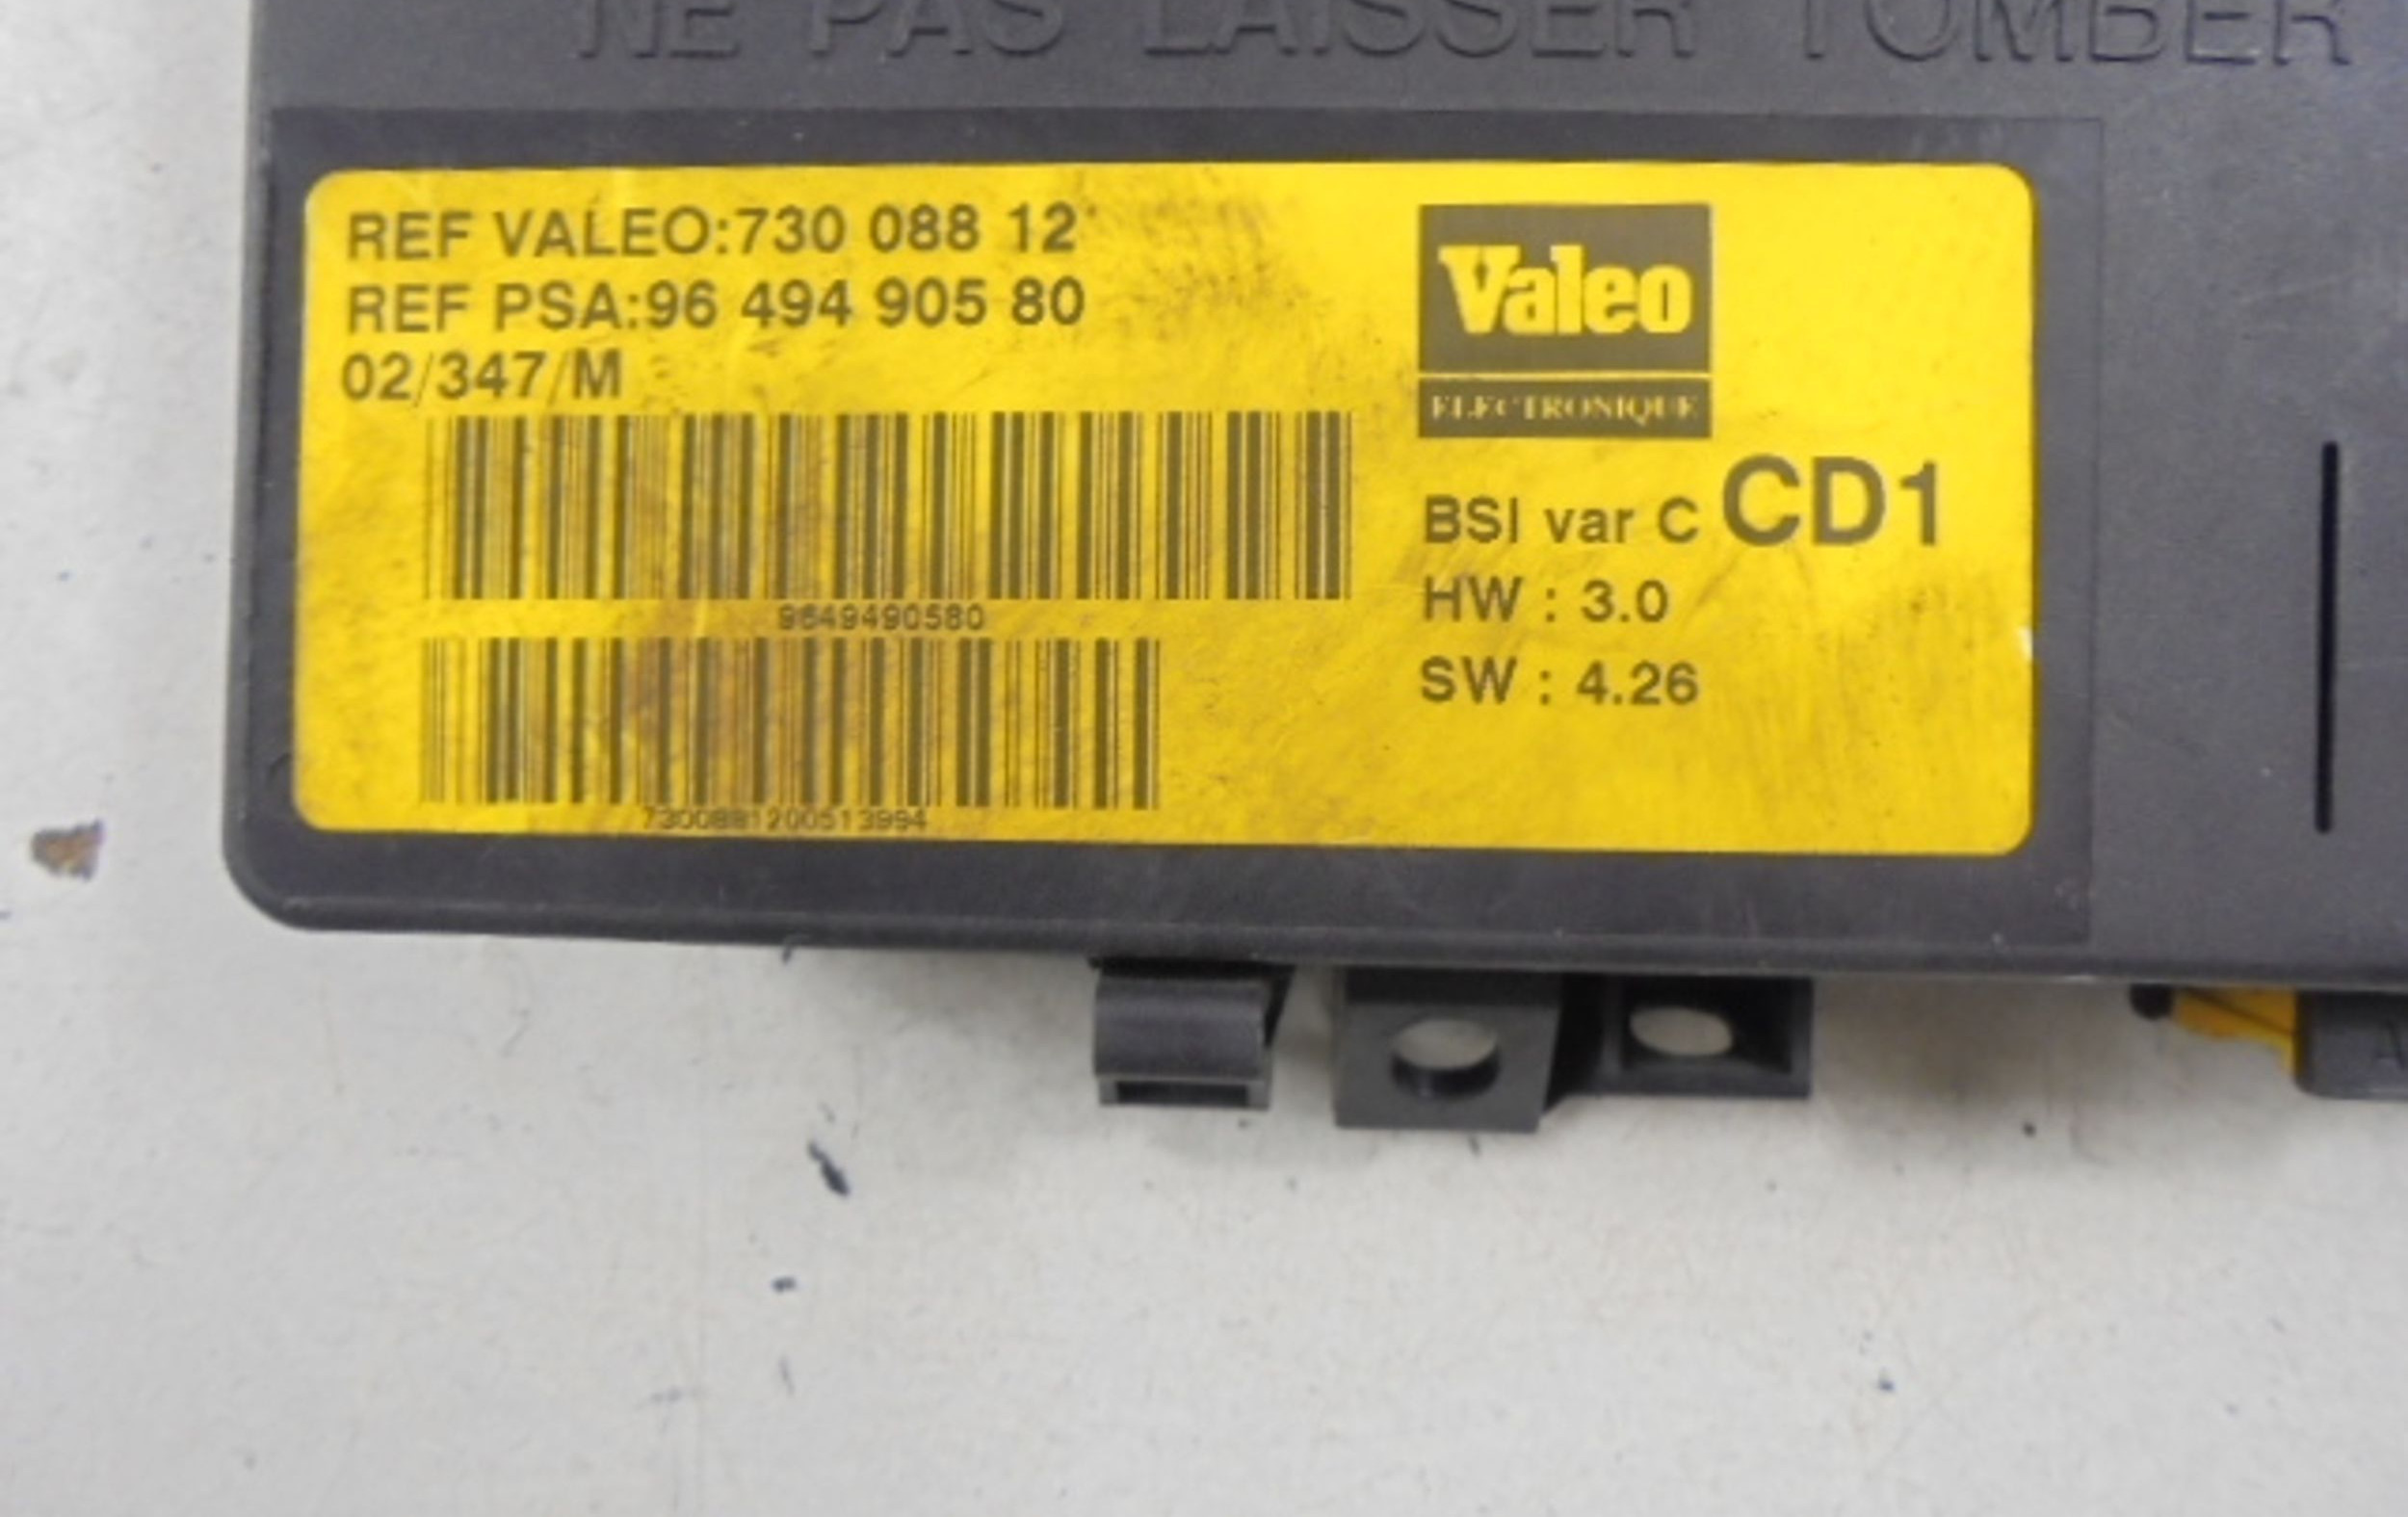 NE PAS LAISSER TOMBER
REF VALEO:730 088 12
REF PSA:96 494 905 80
02/347/M
9649490580
7300881200513994
Valeo
ELECTRONIQUE
BSI var C CD1
HW : 3.0
SW : 4.26